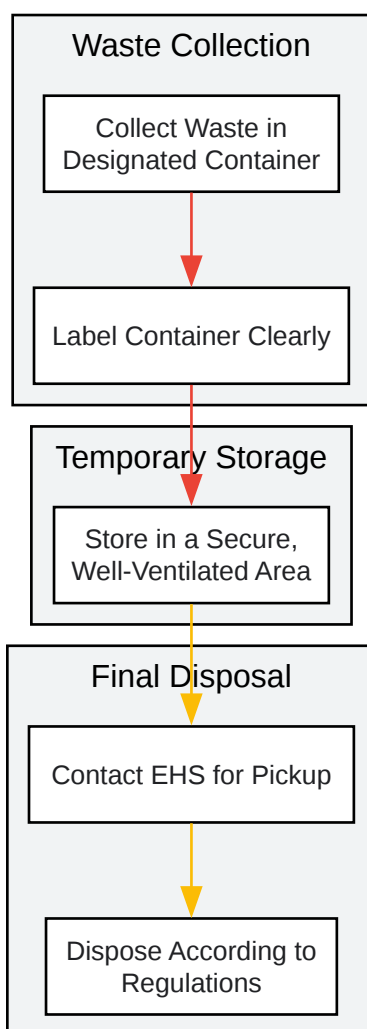 Waste Collection
Collect Waste in
Designated Container
Label Container Clearly
Temporary Storage
Store in a Secure,
Well-Ventilated Area
Final Disposal
Contact EHS for Pickup
Dispose According to
Regulations